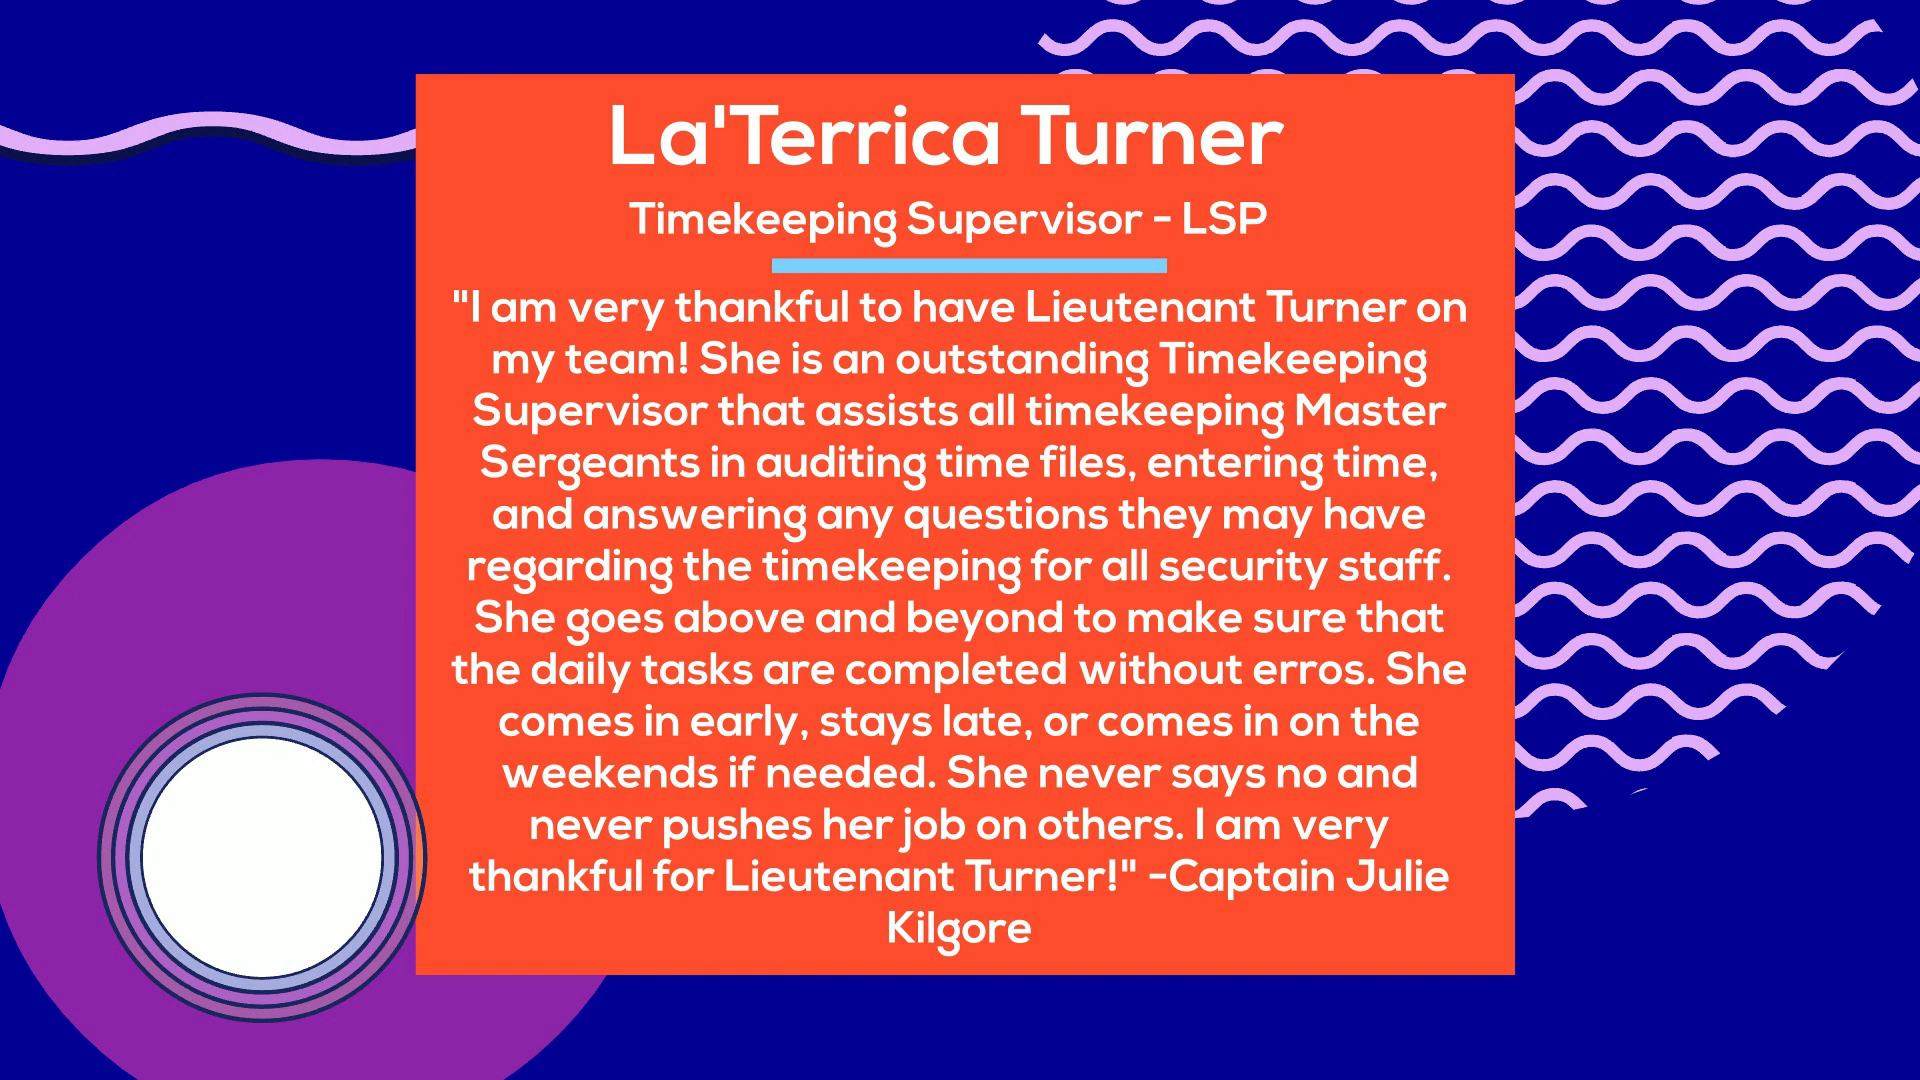 La'Terrica Turner
Timekeeping Supervisor - LSP
"I am very thankful to have Lieutenant Turner on
my team! She is an outstanding Timekeeping
Supervisor that assists all timekeeping Master
Sergeants in auditing time files, entering time,
and answering any questions they may have
regarding the timekeeping for all security staff.
She goes above and beyond to make sure that
the daily tasks are completed without erros. She
comes in early, stays late, or comes in on the
weekends if needed. She never says no and
never pushes her job on others. I am very
thankful for Lieutenant Turner!" -Captain Julie
Kilgore